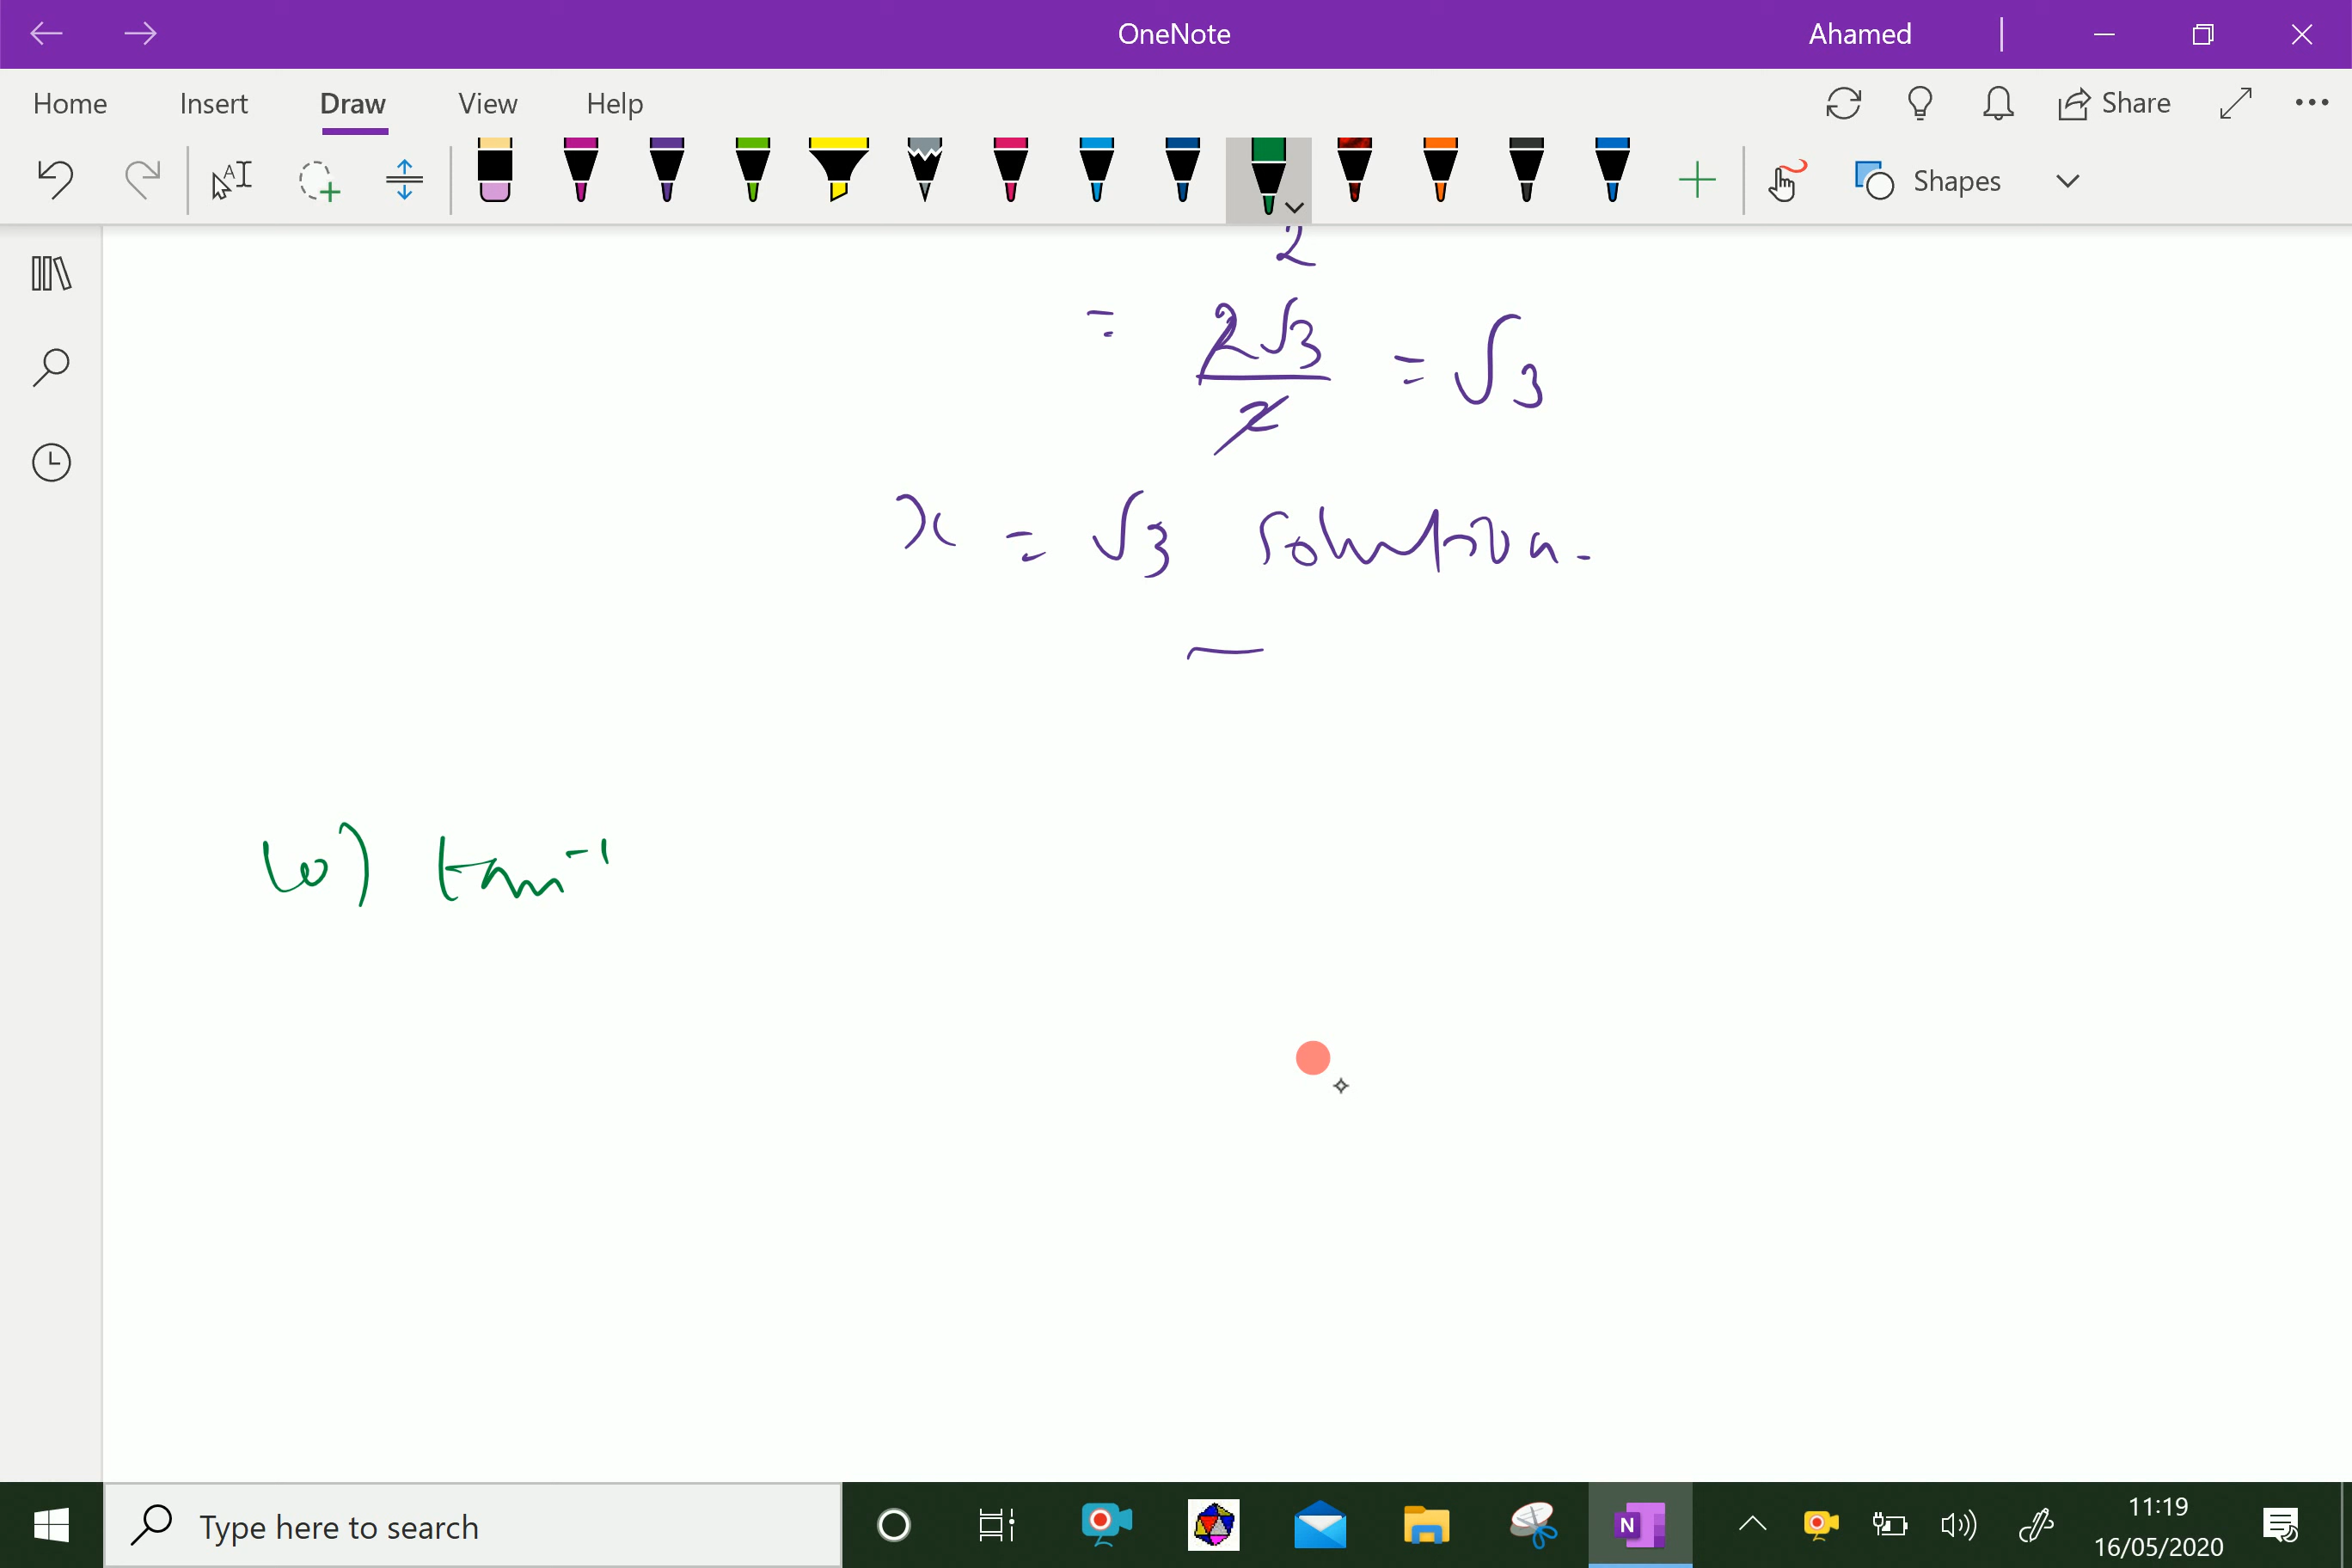 OneNote
Ahamed
Home Insert Draw View Help
Share
Shapes
2
= 2√3/2 = √3
x = √3 solution.
tan⁻¹
Type here to search
N
11:19
16/05/2020